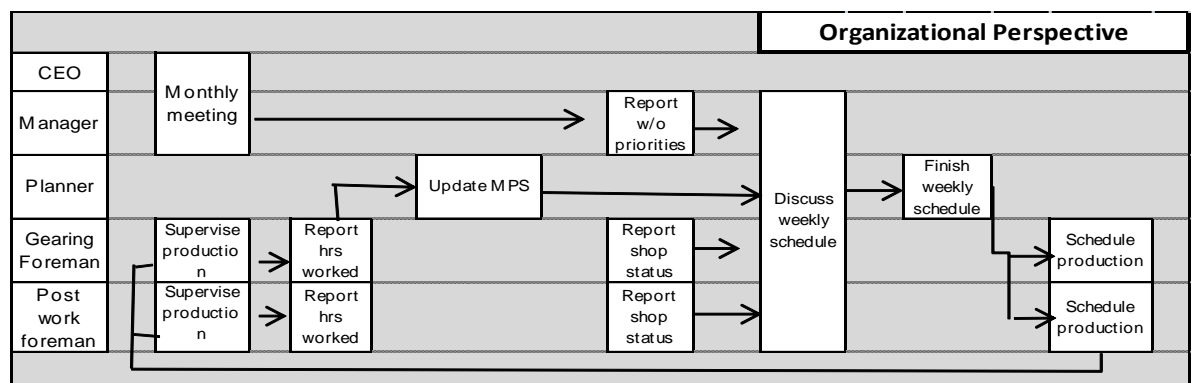 Organizational Perspective
CEO
Monthly
meeting
Manager
Report
w/o
priorities
Planner
Update MPS
Discuss
weekly
schedule
Finish
weekly
schedule
Gearing
Foreman
Supervise
productio
n
Report
hrs
worked
Report
shop
status
Schedule
production
Post
work
foreman
Supervise
productio
n
Report
hrs
worked
Report
shop
status
Schedule
production